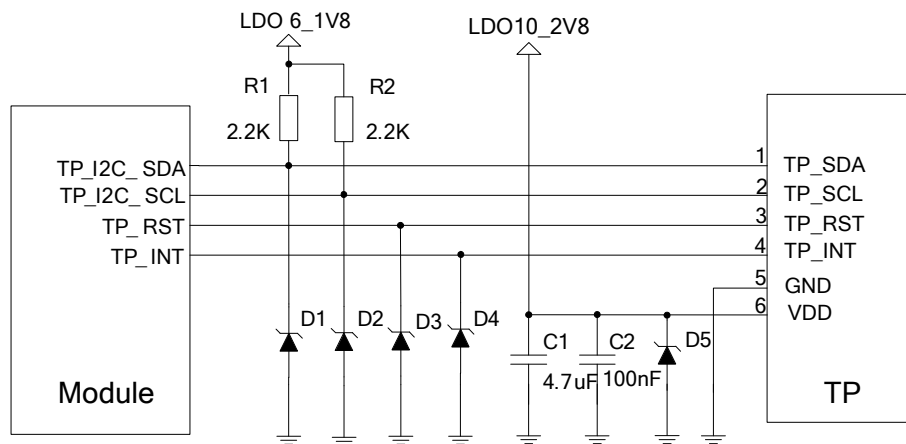 LDO 6_1V8
LDO10_2V8
R1
R2
2.2K
2.2K
TP_I2C_ SDA
TP_I2C_ SCL
TP_ RST
TP_ INT
1
2
3
4
5
6
TP_SDA
TP_SCL
TP_RST
TP_INT
GND
VDD
D1
D2
D3
D4
C1
C2
D5
4.7uF
100nF
Module
TP